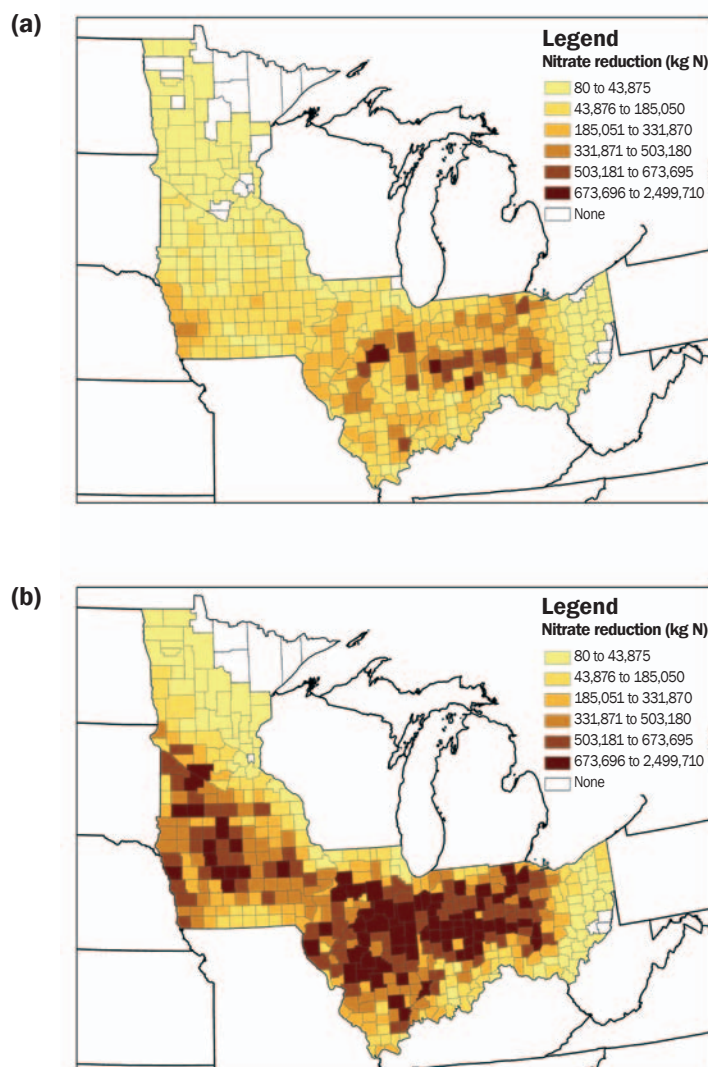 (a)
Legend
Nitrate reduction (kg N)
80 to 43,875
43,876 to 185,050
185,051 to 331,870
331,871 to 503,180
503,181 to 673,695
673,696 to 2,499,710
None
(b)
Legend
Nitrate reduction (kg N)
80 to 43,875
43,876 to 185,050
185,051 to 331,870
331,871 to 503,180
503,181 to 673,695
673,696 to 2,499,710
None